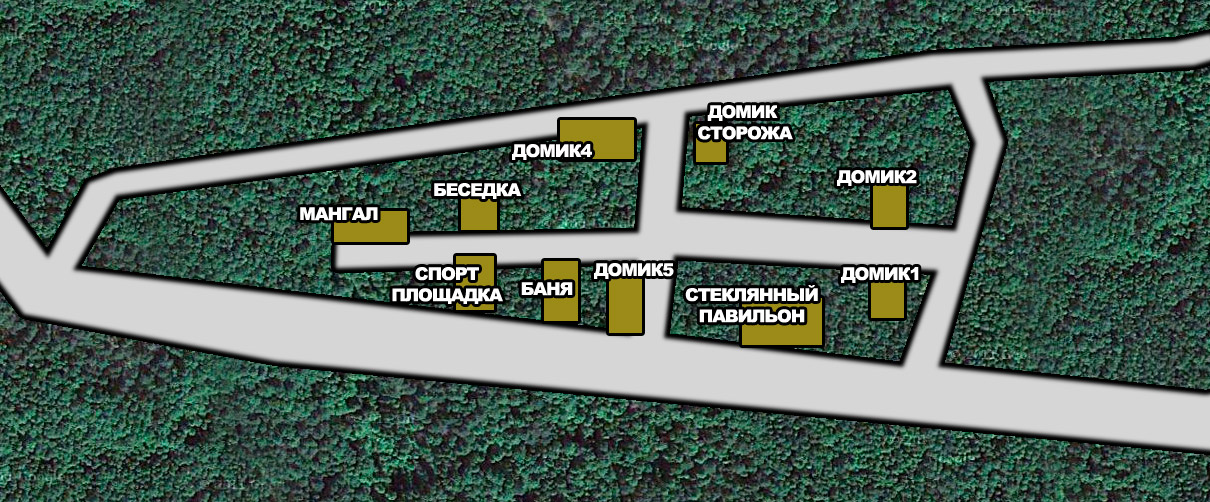 ДОМИК
СТОРОЖА
ДОМИК4
ДОМИК2
БЕСЕДКА
МАНГАЛ
СПОРТ
ПЛОЩАДКА
БАНЯ
ДОМИК5
СТЕКЛЯННЫЙ
ПАВИЛЬОН
ДОМИК1